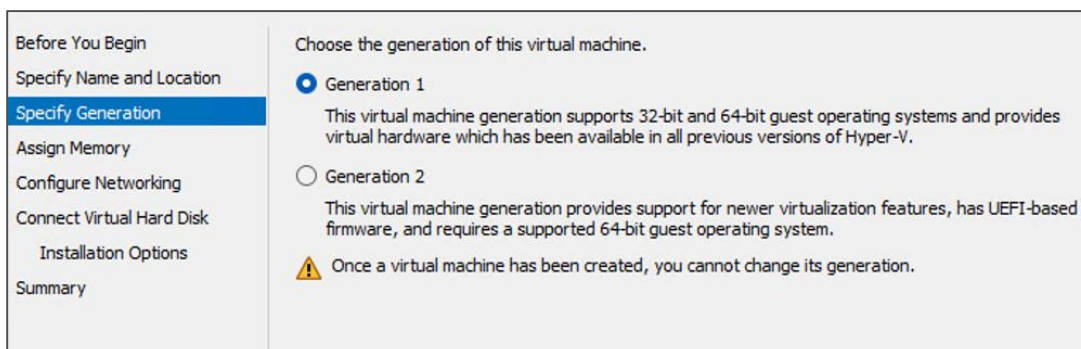 Before You Begin
Specify Name and Location
Specify Generation
Assign Memory
Configure Networking
Connect Virtual Hard Disk
Installation Options
Summary
Choose the generation of this virtual machine.
Generation 1
This virtual machine generation supports 32-bit and 64-bit guest operating systems and provides
virtual hardware which has been available in all previous versions of Hyper-V.
Generation 2
This virtual machine generation provides support for newer virtualization features, has UEFI-based
firmware, and requires a supported 64-bit guest operating system.
Once a virtual machine has been created, you cannot change its generation.